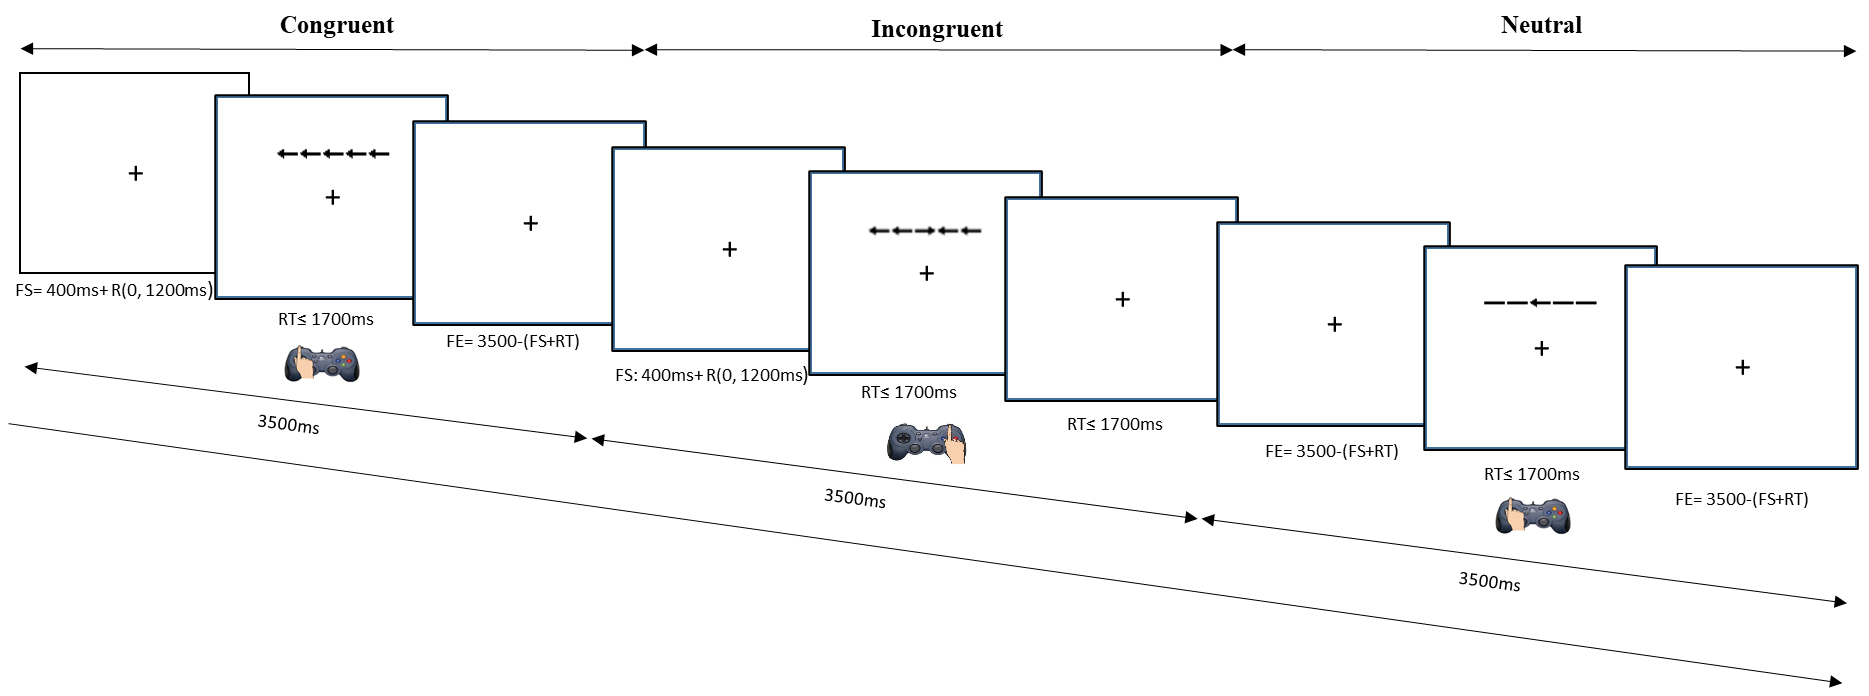 Congruent
Incongruent
Neutral
FS= 400ms+ R(0, 1200ms)
RT≤ 1700ms
FE= 3500-(FS+RT)
FS: 400ms+ R(0, 1200ms)
RT≤ 1700ms
RT≤ 1700ms
FE= 3500-(FS+RT)
RT≤ 1700ms
FE= 3500-(FS+RT)
3500ms
3500ms
3500ms